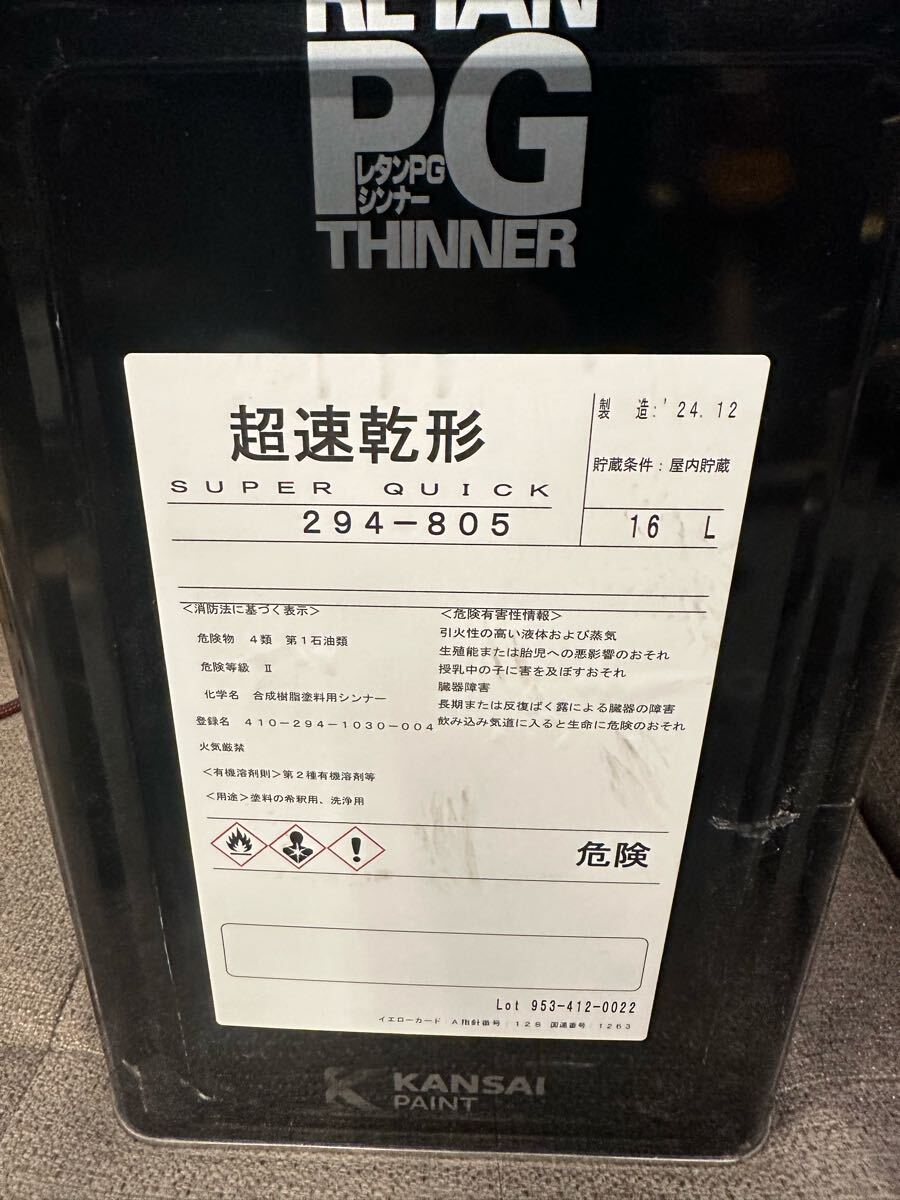 RETAN
PG
レタンPG
シンナー
THINNER
超速乾形
SUPER QUICK
294-805
製 造:'24.12
貯蔵条件:屋内貯蔵
16 L
<消防法に基づく表示>
危険物 4類 第1石油類
危険等級 Ⅱ
化学名 合成樹脂塗料用シンナー
登録名 410-294-1030-004
火気厳禁
<有機溶剤則>第2種有機溶剤等
<用途>塗料の希釈用、洗浄用
<危険有害性情報>
引火性の高い液体および蒸気
生殖能または胎児への悪影響のおそれ
授乳中の子に害を及ぼすおそれ
臓器障害
長期または反復ばく露による臓器の障害
飲み込み気道に入ると生命に危険のおそれ
危険
Lot 953-412-0022
イエローカード:A指針番号:128 国連番号:1263
KANSAI
PAINT